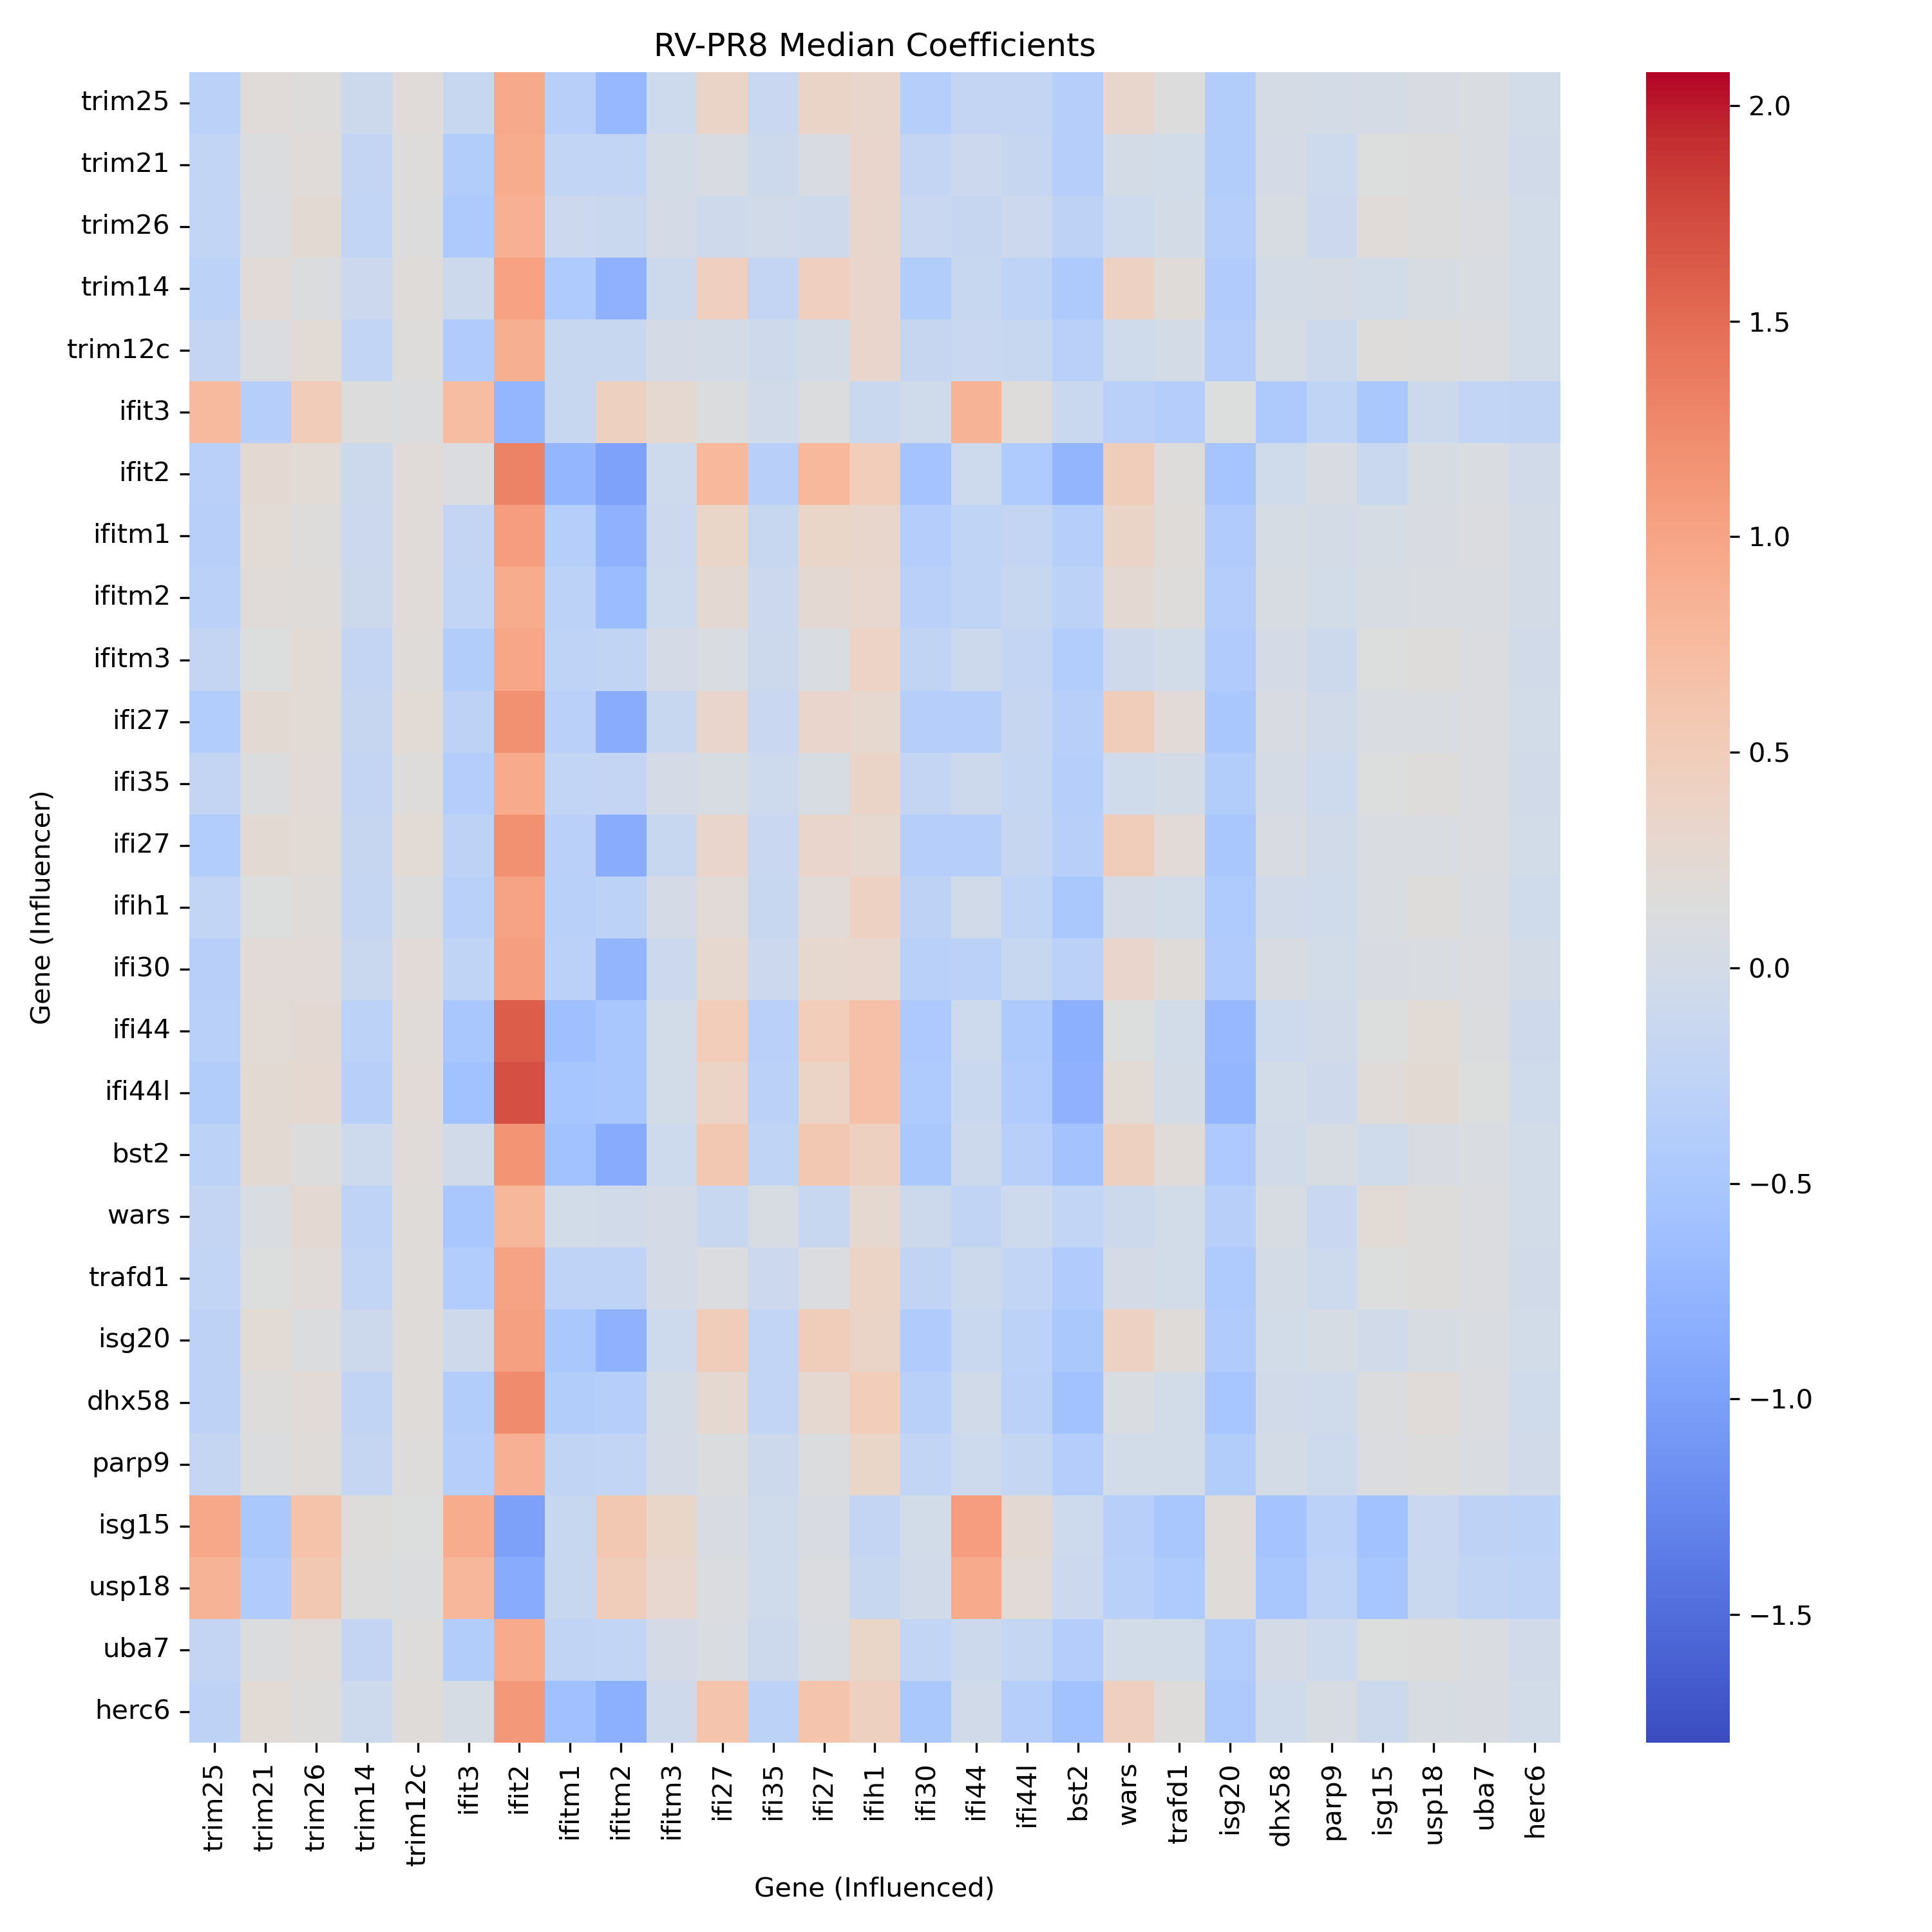 RV-PR8 Median Coefficients
trim25
trim21
trim26
trim14
trim12c
ifit3
ifit2
ifitm1
ifitm2
ifitm3
ifi27
ifi35
ifi27
ifih1
ifi30
ifi44
ifi44l
bst2
wars
trafd1
isg20
dhx58
parp9
isg15
usp18
uba7
herc6
Gene (Influencer)
trim25
trim21
trim26
trim14
trim12c
ifit3
ifit2
ifitm1
ifitm2
ifitm3
ifi27
ifi35
ifi27
ifih1
ifi30
ifi44
ifi44l
bst2
wars
trafd1
isg20
dhx58
parp9
isg15
usp18
uba7
herc6
Gene (Influenced)
2.0
1.5
1.0
0.5
0.0
−0.5
−1.0
−1.5